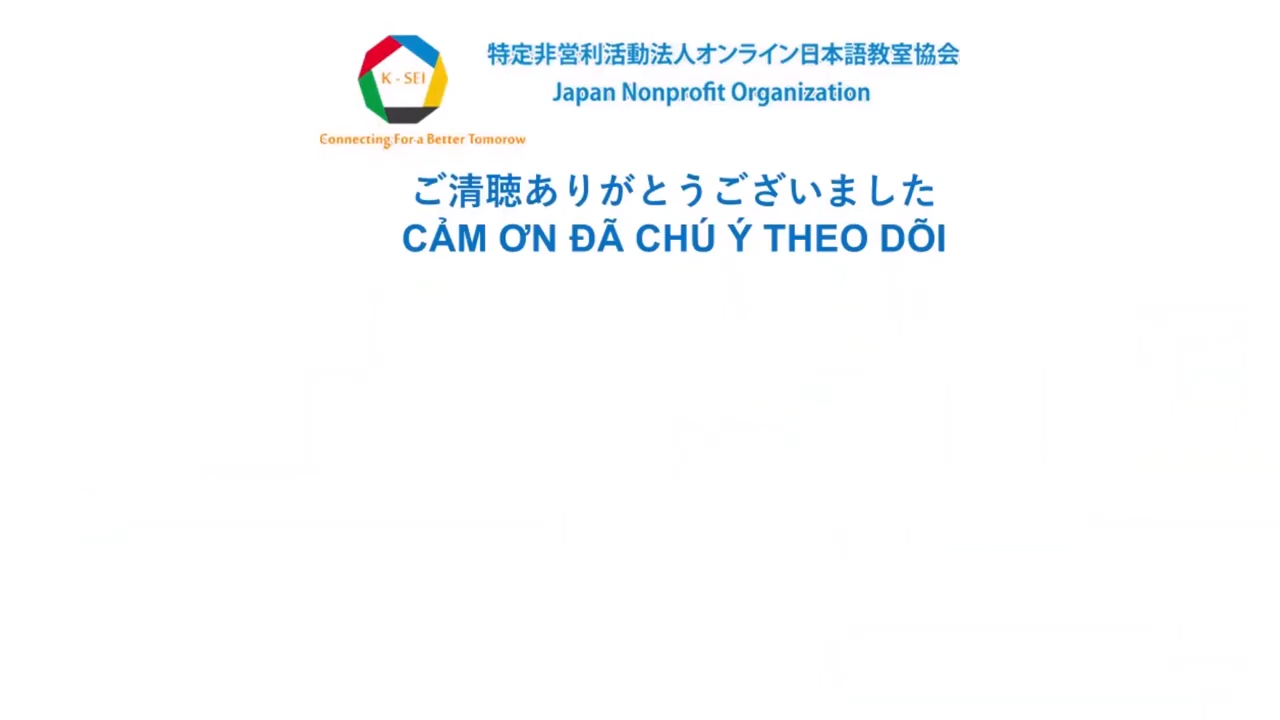 特定非営利活動法人オンライン日本語教室協会
Japan Nonprofit Organization
K - SEI
Connecting For a Better Tomorow
ご清聴ありがとうございました
CẢM ƠN ĐÃ CHÚ Ý THEO DÕI